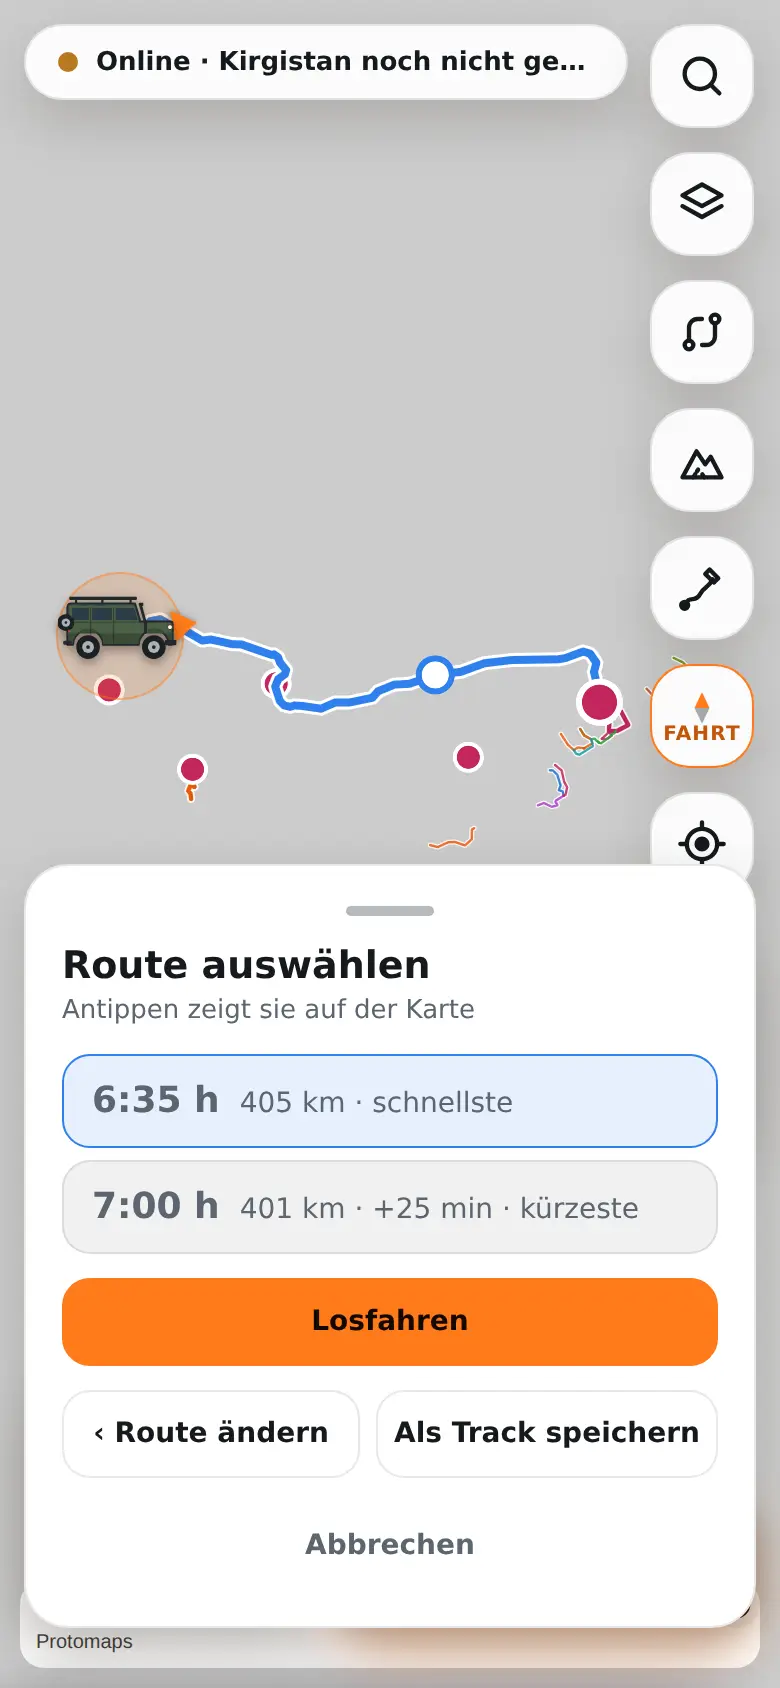 Online · Kirgistan noch nicht ge…
FAHRT
Route auswählen
Antippen zeigt sie auf der Karte
6:35 h 405 km · schnellste
7:00 h 401 km · +25 min · kürzeste
Losfahren
‹ Route ändern
Als Track speichern
Abbrechen
Protomaps